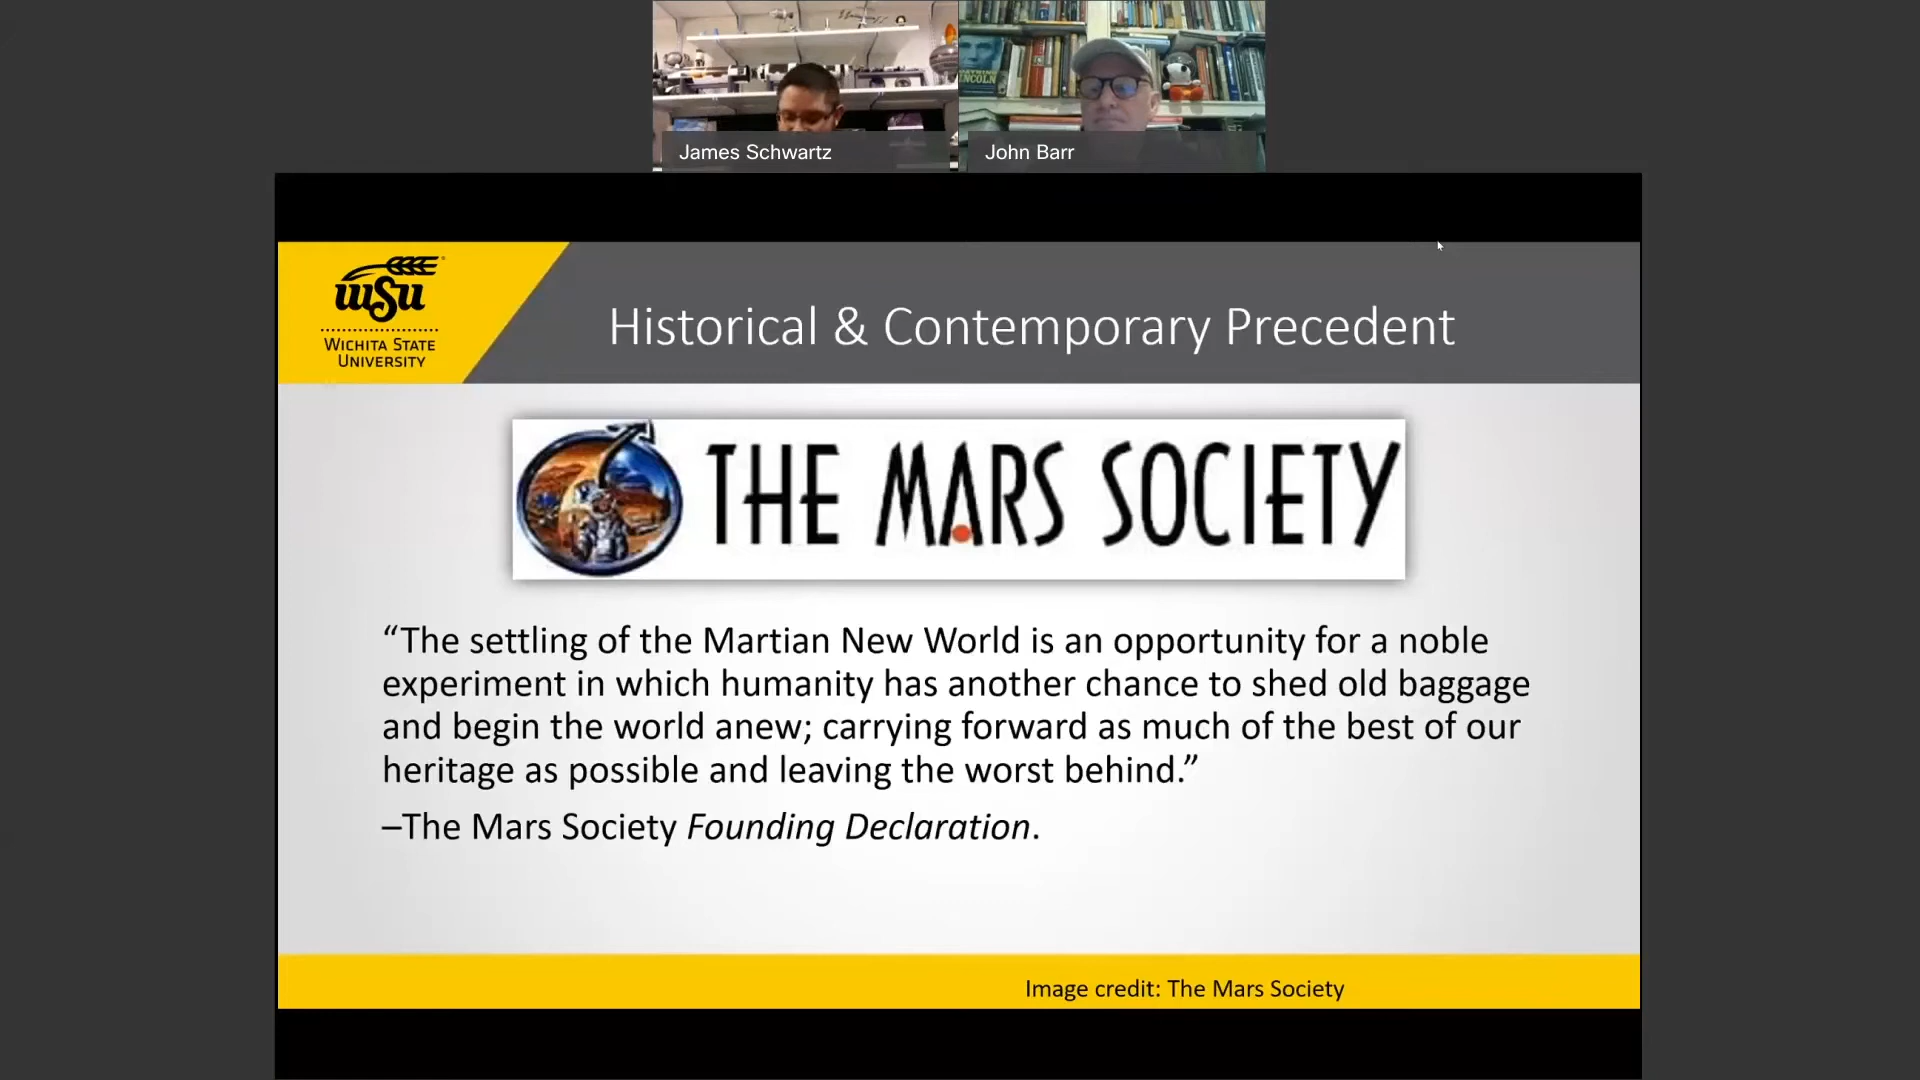 LINCOLN
James Schwartz
John Barr
wsu
WICHITA STATE
UNIVERSITY
Historical & Contemporary Precedent
THE MARS SOCIETY
“The settling of the Martian New World is an opportunity for a noble
experiment in which humanity has another chance to shed old baggage
and begin the world anew; carrying forward as much of the best of our
heritage as possible and leaving the worst behind.”
–The Mars Society Founding Declaration.
Image credit: The Mars Society